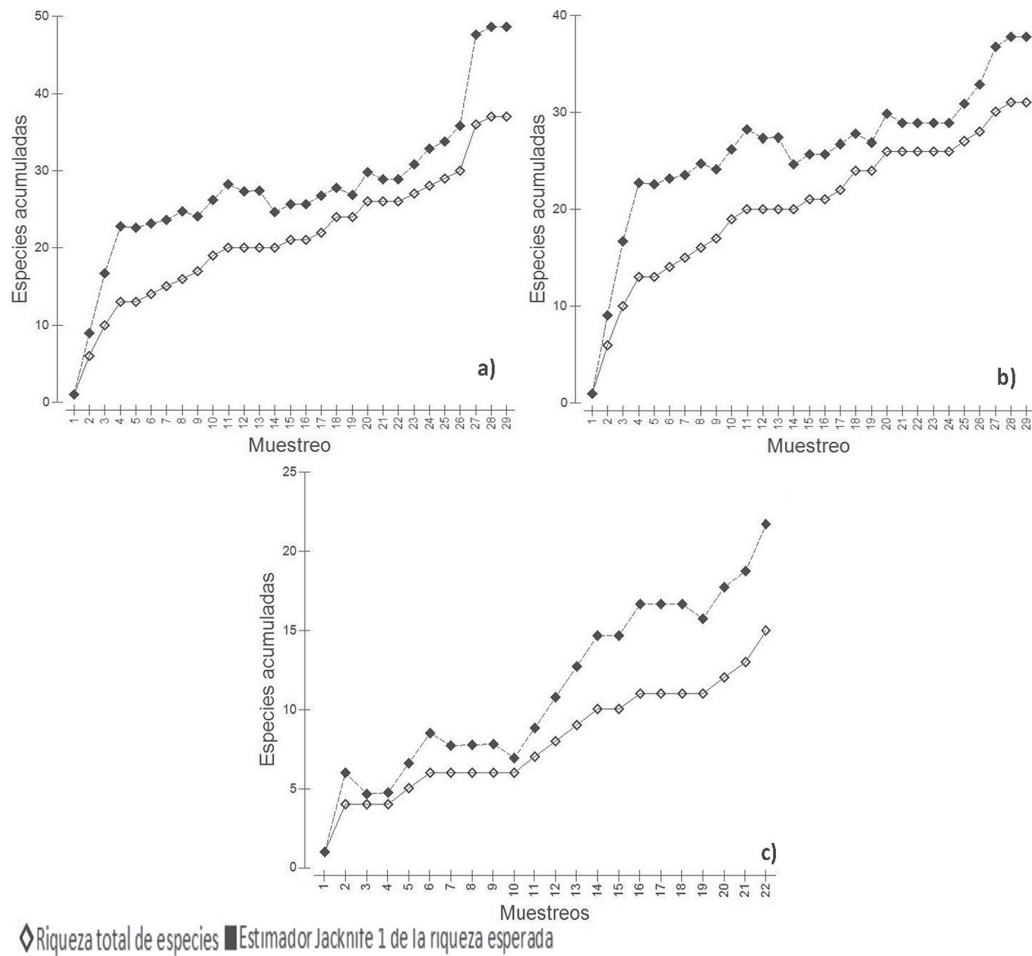 50
40
30
20
10
0
Especies acumuladas
1 2 3 4 5 6 7 8 9 10 11 12 13 14 15 16 17 18 19 20 21 22 23 24 25 26 27 28 29
Muestreo
a)
40
30
20
10
0
Especies acumuladas
1 2 3 4 5 6 7 8 9 10 11 12 13 14 15 16 17 18 19 20 21 22 23 24 25 26 27 28 29
Muestreo
b)
25
20
15
10
5
0
Especies acumuladas
1 2 3 4 5 6 7 8 9 10 11 12 13 14 15 16 17 18 19 20 21 22
Muestreos
c)
Riqueza total de especies Estimador Jacknife 1 de la riqueza esperada